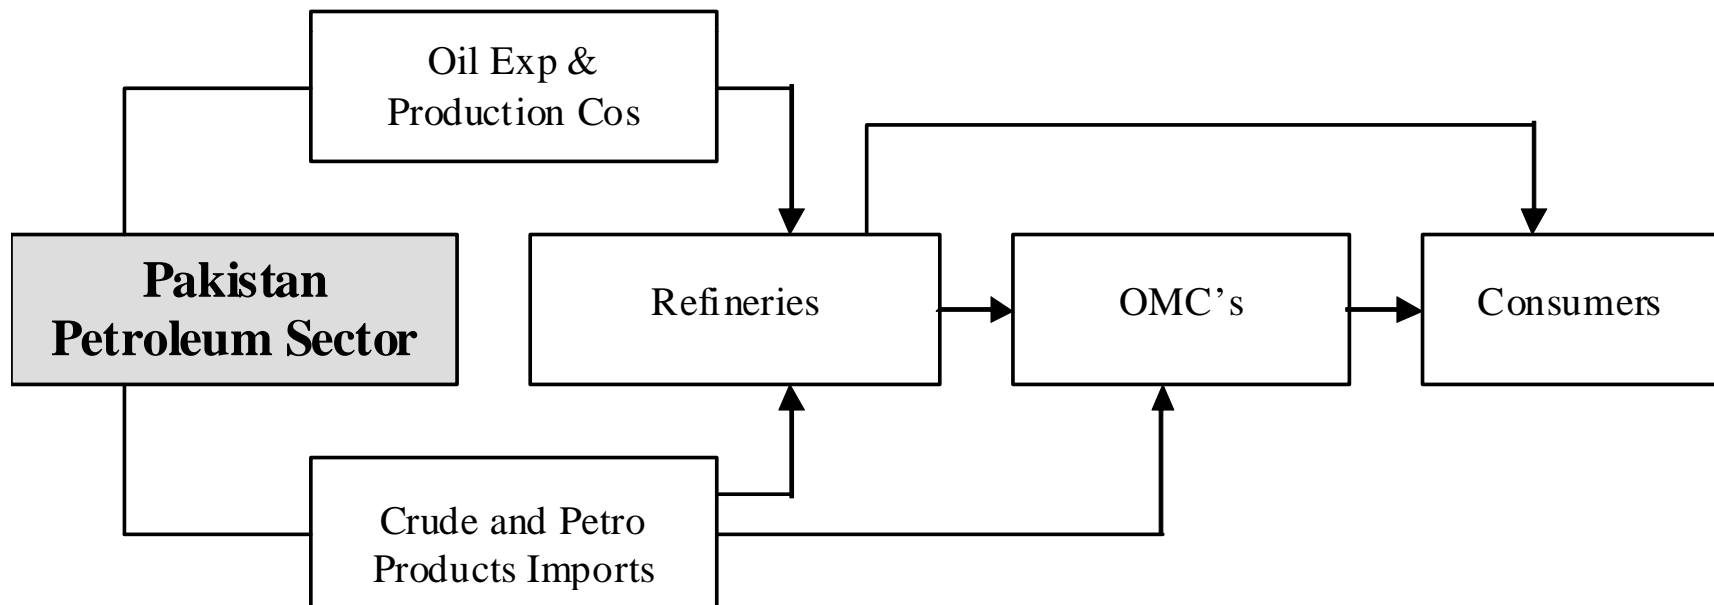 Oil Exp &
Production Cos
Pakistan
Petroleum Sector
Refineries
OMC’s
Consumers
Crude and Petro
Products Imports